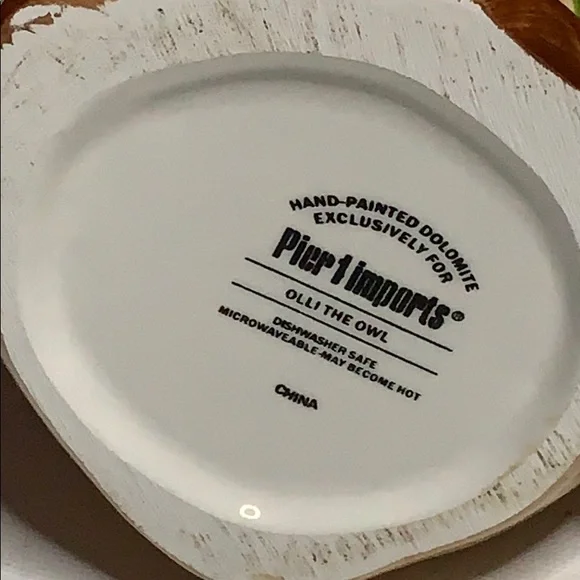 HAND-PAINTED DOLOMITE
EXCLUSIVELY FOR
Pier 1 imports®
OLLI THE OWL
DISHWASHER SAFE
MICROWAVEABLE-MAY BECOME HOT
CHINA